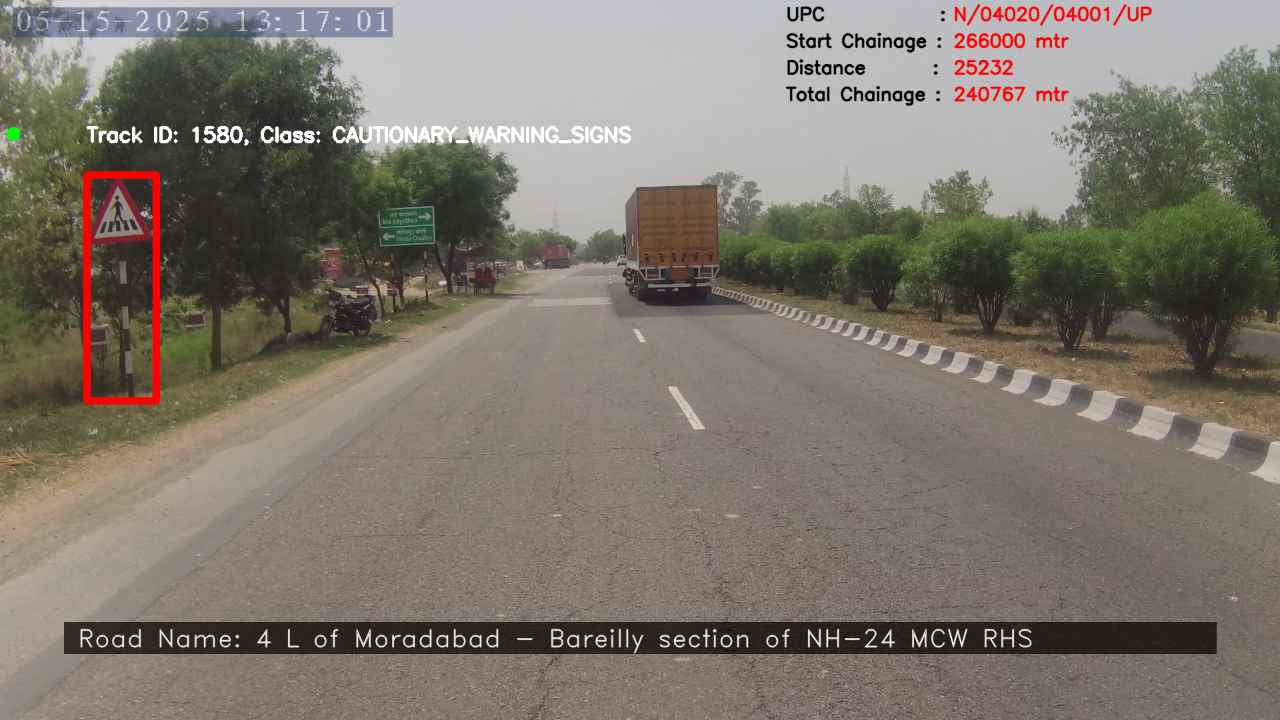 05-15-2025 13:17:01
UPC : N/04020/04001/UP
Start Chainage : 266000 mtr
Distance : 25232
Total Chainage : 240767 mtr
Track ID: 1580, Class: CAUTIONARY_WARNING_SIGNS
Road Name: 4 L of Moradabad - Bareilly section of NH-24 MCW RHS